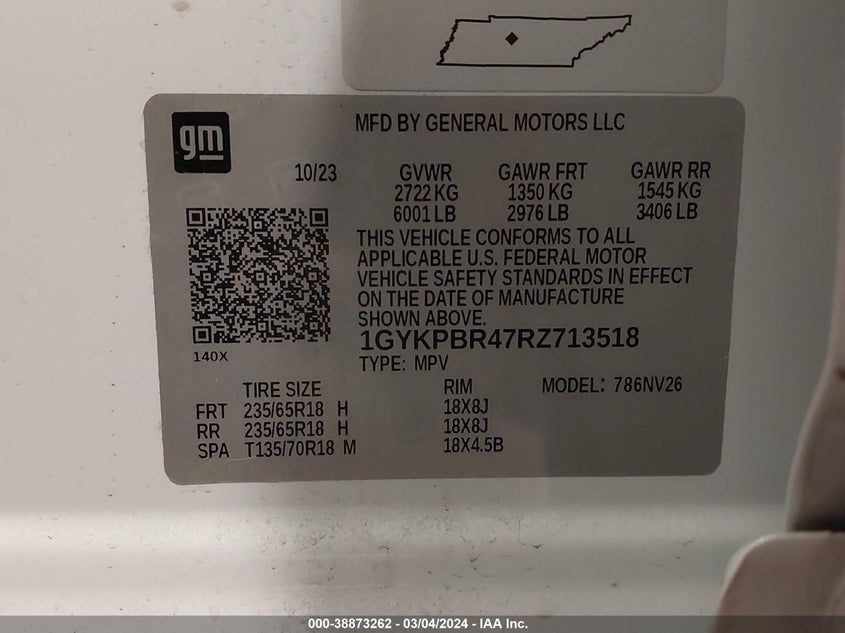 gm
MFD BY GENERAL MOTORS LLC
10/23 GVWR GAWR FRT GAWR RR
2722 KG 1350 KG 1545 KG
6001 LB 2976 LB 3406 LB
THIS VEHICLE CONFORMS TO ALL
APPLICABLE U.S. FEDERAL MOTOR
VEHICLE SAFETY STANDARDS IN EFFECT
ON THE DATE OF MANUFACTURE
SHOWN ABOVE.
1GYKPBR47RZ713518
140X
TYPE: MPV
TIRE SIZE RIM MODEL: 786NV26
FRT 235/65R18 H 18X8J
RR 235/65R18 H 18X8J
SPA T135/70R18 M 18X4.5B
000-38873262 - 03/04/2024 - IAA Inc.